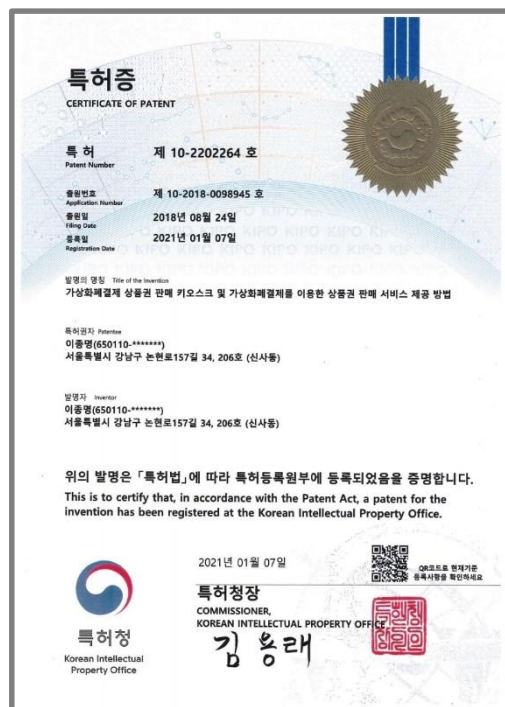 특허증
CERTIFICATE OF PATENT
특 허 제 10-2202264 호
Patent Number
출원번호 제 10-2018-0098945 호
Application Number
출원일 2018년 08월 24일
Filing Date
등록일 2021년 01월 07일
Registration Date
발명의 명칭 Title of the Invention
가상화폐결제 상품권 판매 키오스크 및 가상화폐결제를 이용한 상품권 판매 서비스 제공 방법
특허권자 Patentee
이종명(650110-*******)
서울특별시 강남구 논현로157길 34, 206호 (신사동)
발명자 Inventor
이종명(650110-*******)
서울특별시 강남구 논현로157길 34, 206호 (신사동)
위의 발명은 「특허법」에 따라 특허등록원부에 등록되었음을 증명합니다.
This is to certify that, in accordance with the Patent Act, a patent for the
invention has been registered at the Korean Intellectual Property Office.
2021년 01월 07일
QR코드로 현재기준
등록사항을 확인하세요
특허청장
COMMISSIONER,
KOREAN INTELLECTUAL PROPERTY OFFICE
김용래
특허청
Korean Intellectual
Property Office